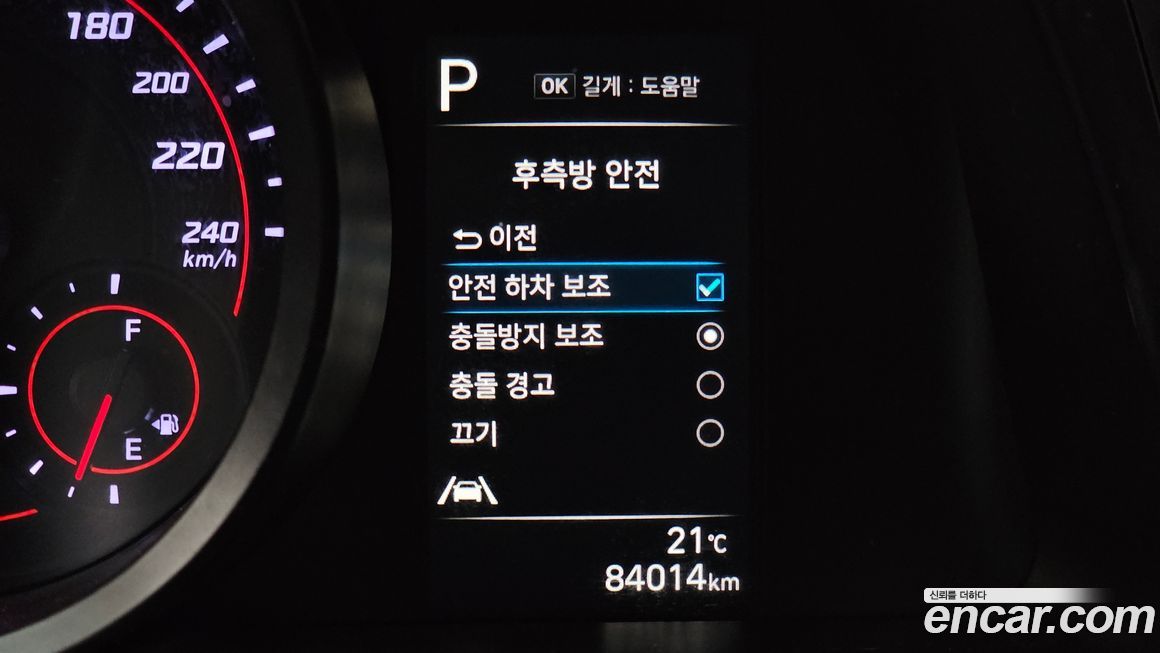 180
200
220
240
km/h
F
E
P
OK 길게 : 도움말
후측방 안전
이전
안전 하차 보조
충돌방지 보조
충돌 경고
끄기
21℃
84014km
신뢰를 더하다
encar.com